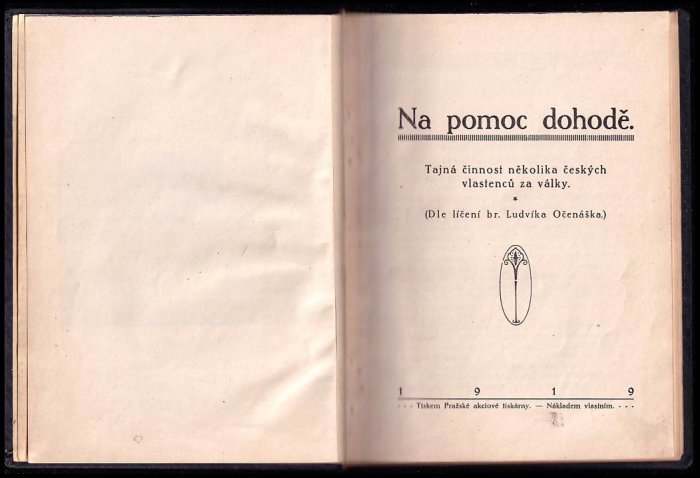 Na pomoc dohodě.
Tajná činnost několika českých
vlastenců za války.
*
(Dle líčení br. Ludvíka Očenáška.)
1 9 1 9
- - - Tiskem Pražské akciové tiskárny. — Nákladem vlastním. - - -